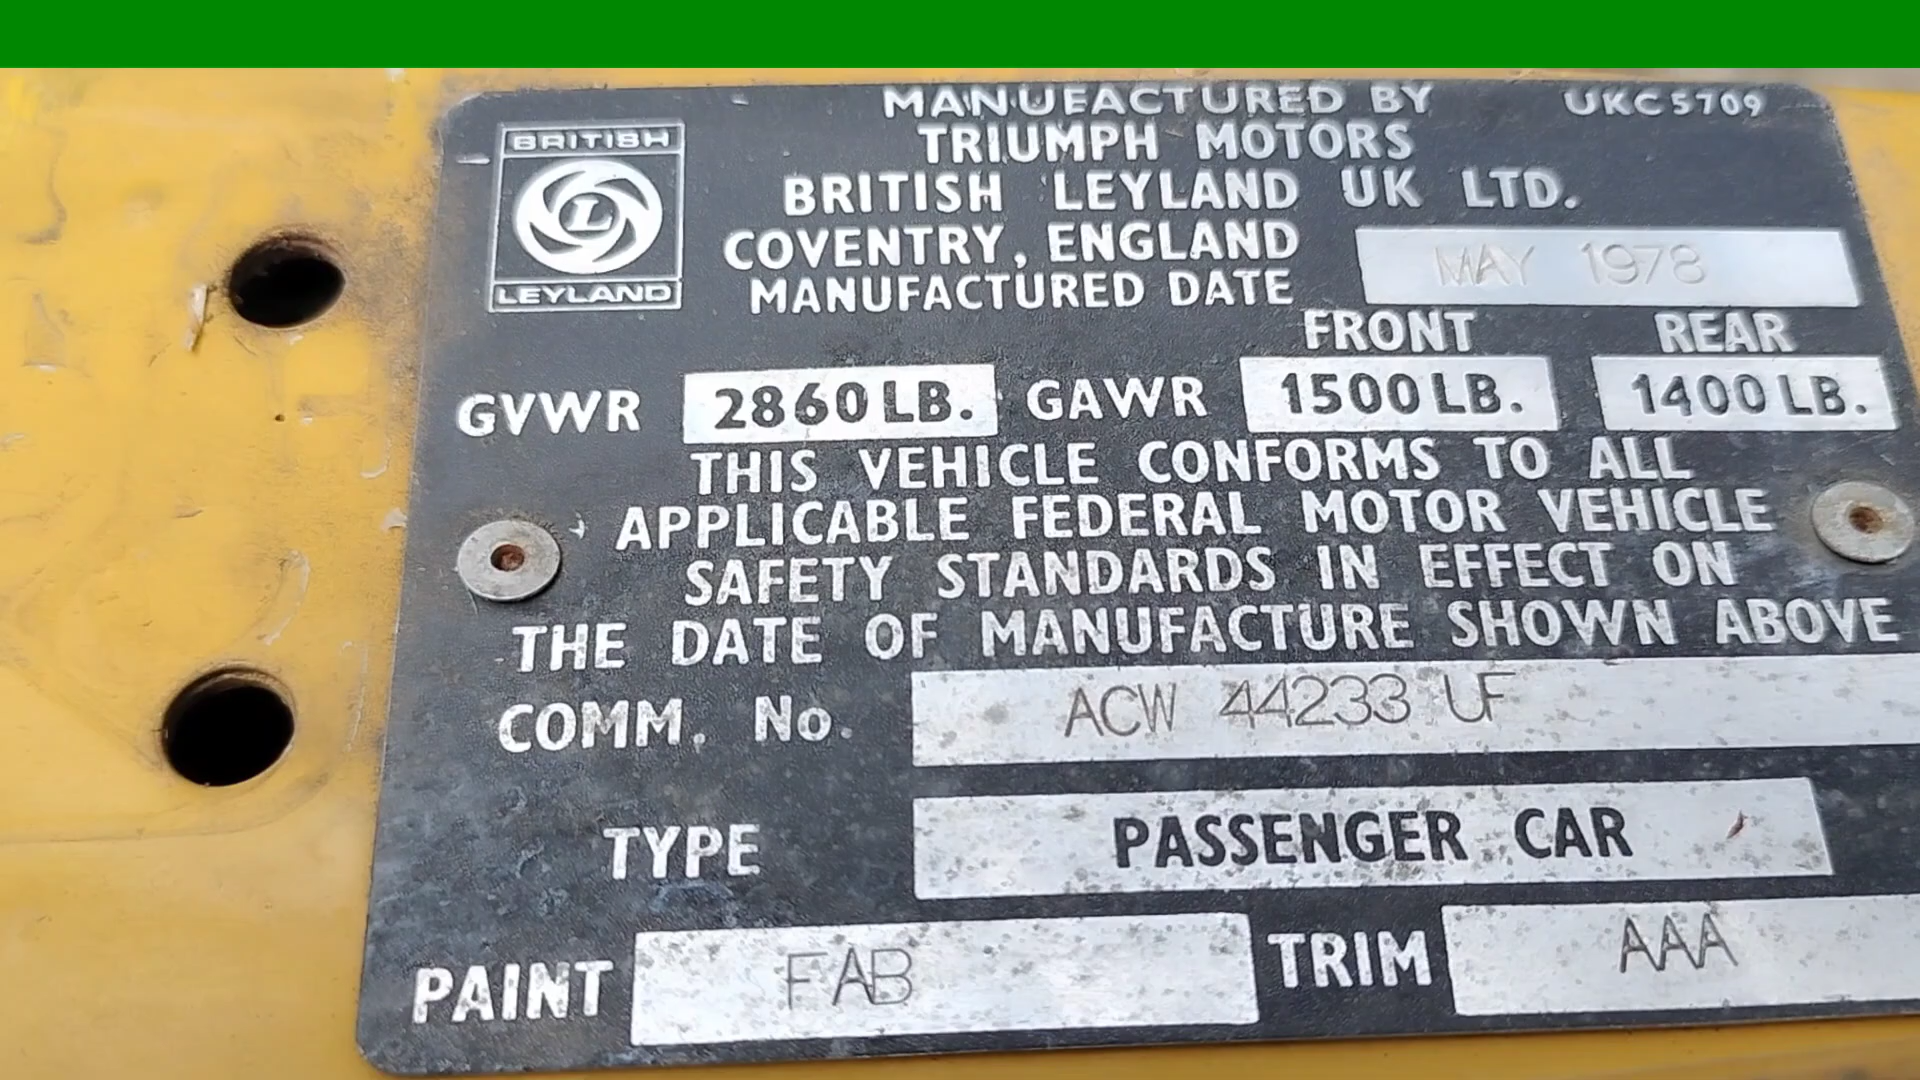 MANUFACTURED BY UKC5709
BRITISH
LEYLAND
L
TRIUMPH MOTORS
BRITISH LEYLAND UK LTD.
COVENTRY, ENGLAND
MANUFACTURED DATE MAY 1978
FRONT REAR
GVWR 2860 LB. GAWR 1500 LB. 1400 LB.
THIS VEHICLE CONFORMS TO ALL
APPLICABLE FEDERAL MOTOR VEHICLE
SAFETY STANDARDS IN EFFECT ON
THE DATE OF MANUFACTURE SHOWN ABOVE
COMM. No. ACW 44233 UF
TYPE PASSENGER CAR
PAINT FAB TRIM AAA